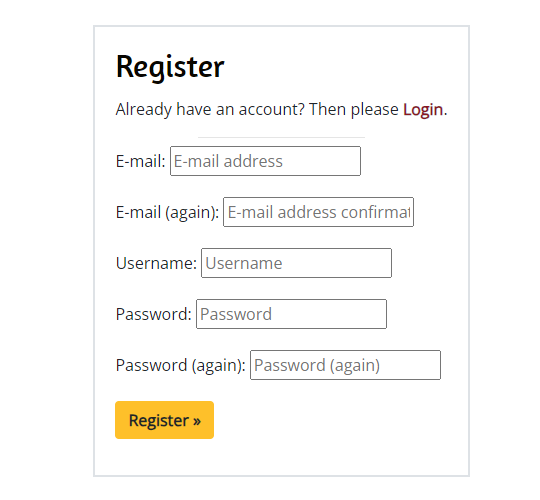 Register
Already have an account? Then please Login.
E-mail: E-mail address
E-mail (again): E-mail address confirmat
Username: Username
Password: Password
Password (again): Password (again)
Register »